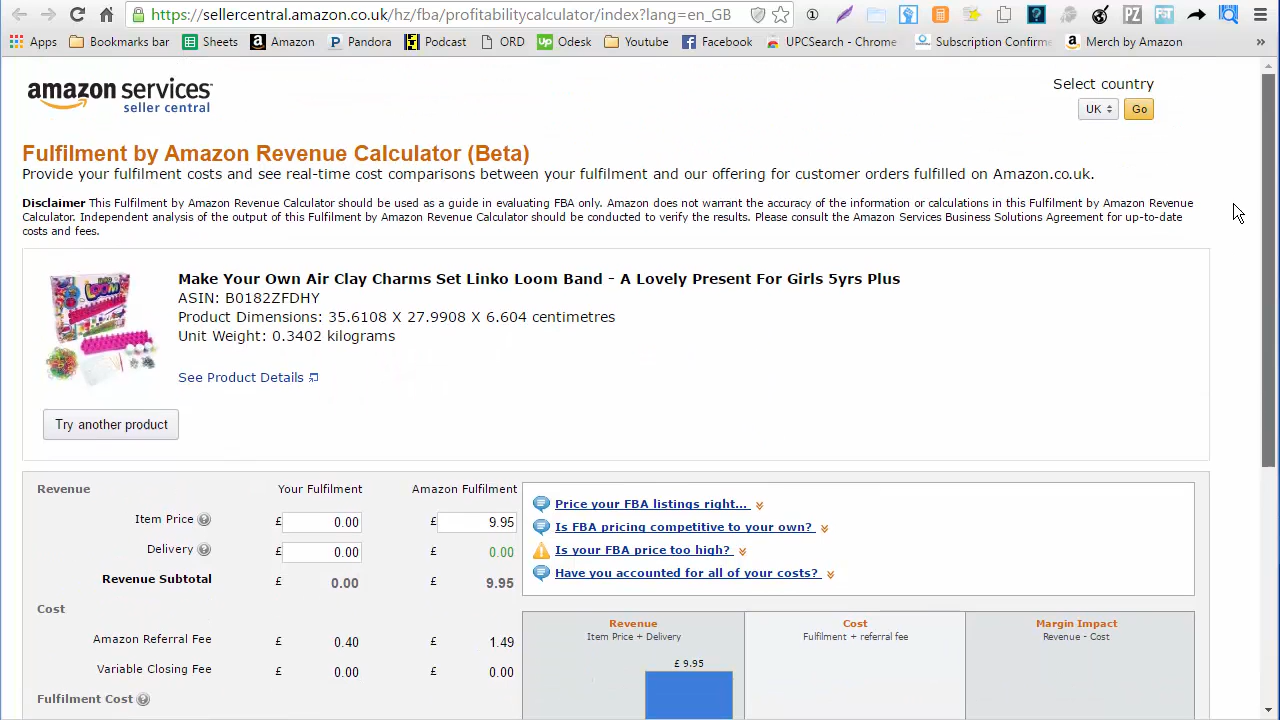 https://sellercentral.amazon.co.uk/hz/fba/profitabilitycalculator/index?lang=en_GB
Apps Bookmarks bar Sheets Amazon Pandora Podcast ORD Odesk Youtube Facebook UPCSearch - Chrome Subscription Confirm Merch by Amazon »
amazon services
seller central
Select country
UK Go
Fulfilment by Amazon Revenue Calculator (Beta)
Provide your fulfilment costs and see real-time cost comparisons between your fulfilment and our offering for customer orders fulfilled on Amazon.co.uk.
Disclaimer This Fulfilment by Amazon Revenue Calculator should be used as a guide in evaluating FBA only. Amazon does not warrant the accuracy of the information or calculations in this Fulfilment by Amazon Revenue
Calculator. Independent analysis of the output of this Fulfilment by Amazon Revenue Calculator should be conducted to verify the results. Please consult the Amazon Services Business Solutions Agreement for up-to-date
costs and fees.
Make Your Own Air Clay Charms Set Linko Loom Band - A Lovely Present For Girls 5yrs Plus
ASIN: B0182ZFDHY
Product Dimensions: 35.6108 X 27.9908 X 6.604 centimetres
Unit Weight: 0.3402 kilograms
See Product Details
Try another product
Revenue Your Fulfilment Amazon Fulfilment
Item Price £ 0.00 £ 9.95
Delivery £ 0.00 £ 0.00
Revenue Subtotal £ 0.00 £ 9.95
Cost
Amazon Referral Fee £ 0.40 £ 1.49
Variable Closing Fee £ 0.00 £ 0.00
Fulfilment Cost
Price your FBA listings right...
Is FBA pricing competitive to your own?
Is your FBA price too high?
Have you accounted for all of your costs?
Revenue Cost Margin Impact
Item Price + Delivery Fulfilment + referral fee Revenue - Cost
£ 9.95